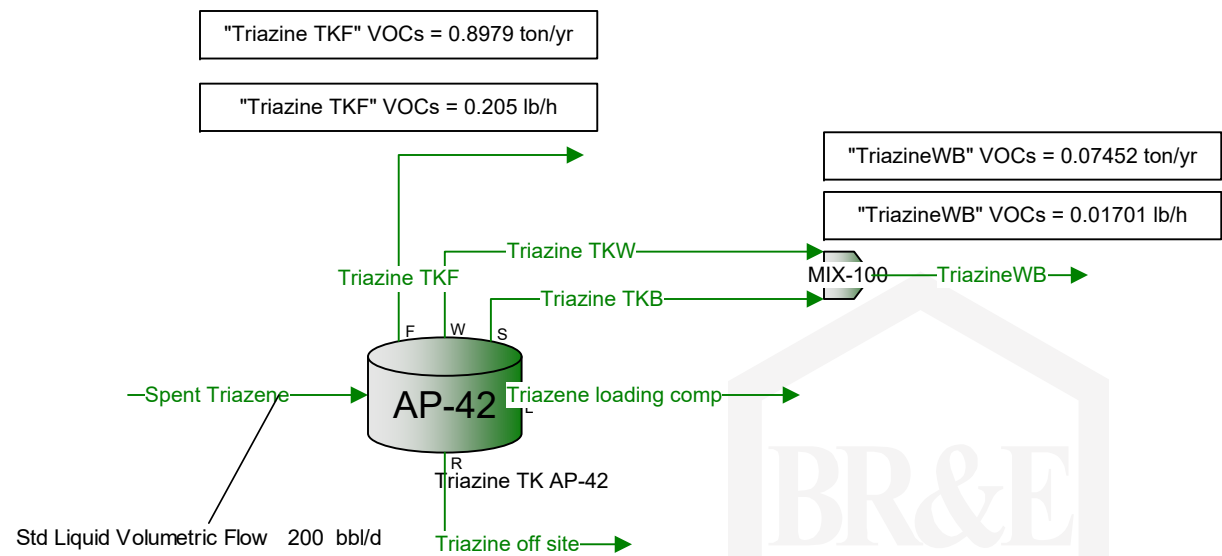 "Triazine TKF" VOCs = 0.8979 ton/yr
"Triazine TKF" VOCs = 0.205 lb/h
"TriazineWB" VOCs = 0.07452 ton/yr
"TriazineWB" VOCs = 0.01701 lb/h
Triazine TKW
Triazine TKF
MIX-100
TriazineWB
Triazine TKB
F
W
S
Spent Triazene
AP-42
Triazene loading comp
L
R
Triazine TK AP-42
Std Liquid Volumetric Flow 200 bbl/d
Triazine off site
BR&E